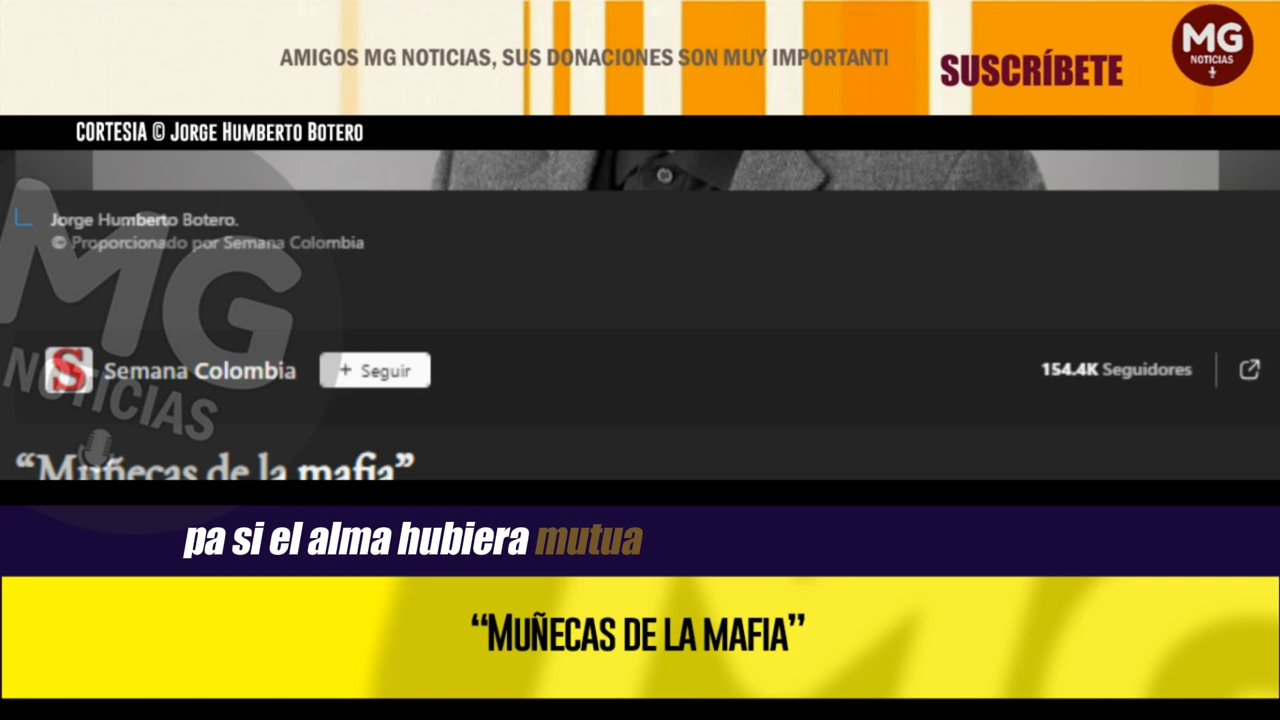 AMIGOS MG NOTICIAS, SUS DONACIONES SON MUY IMPORTANTI
SUSCRÍBETE
MG
NOTICIAS
CORTESIA © JORGE HUMBERTO BOTERO
Jorge Humberto Botero.
© Proporcionado por Semana Colombia
MG
NOTICIAS
S
Semana Colombia
+ Seguir
154.4K Seguidores
“Muñecas de la mafia”
pa si el alma hubiera mutua
“MUÑECAS DE LA MAFIA”